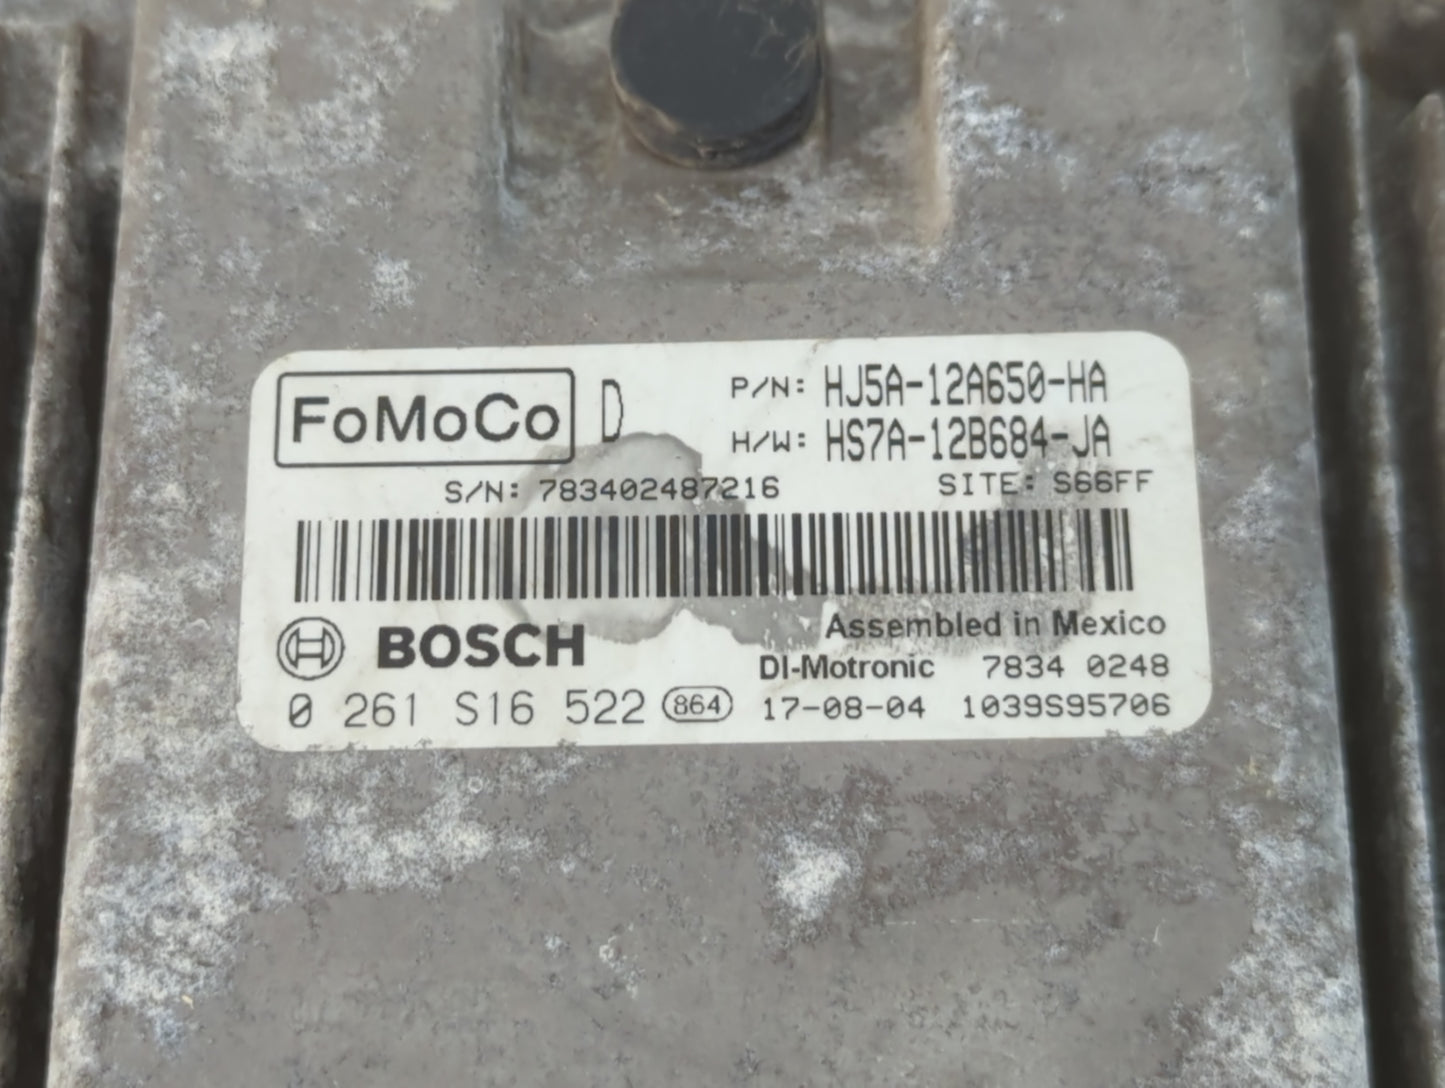 FoMoCo D P/N: HJ5A-12A650-HA
H/W: HS7A-12B684-JA
S/N: 783402487216 SITE: S66FF
BOSCH Assembled in Mexico
DI-Motronic 7834 0248
0 261 S16 522 864 17-08-04 1039S95706